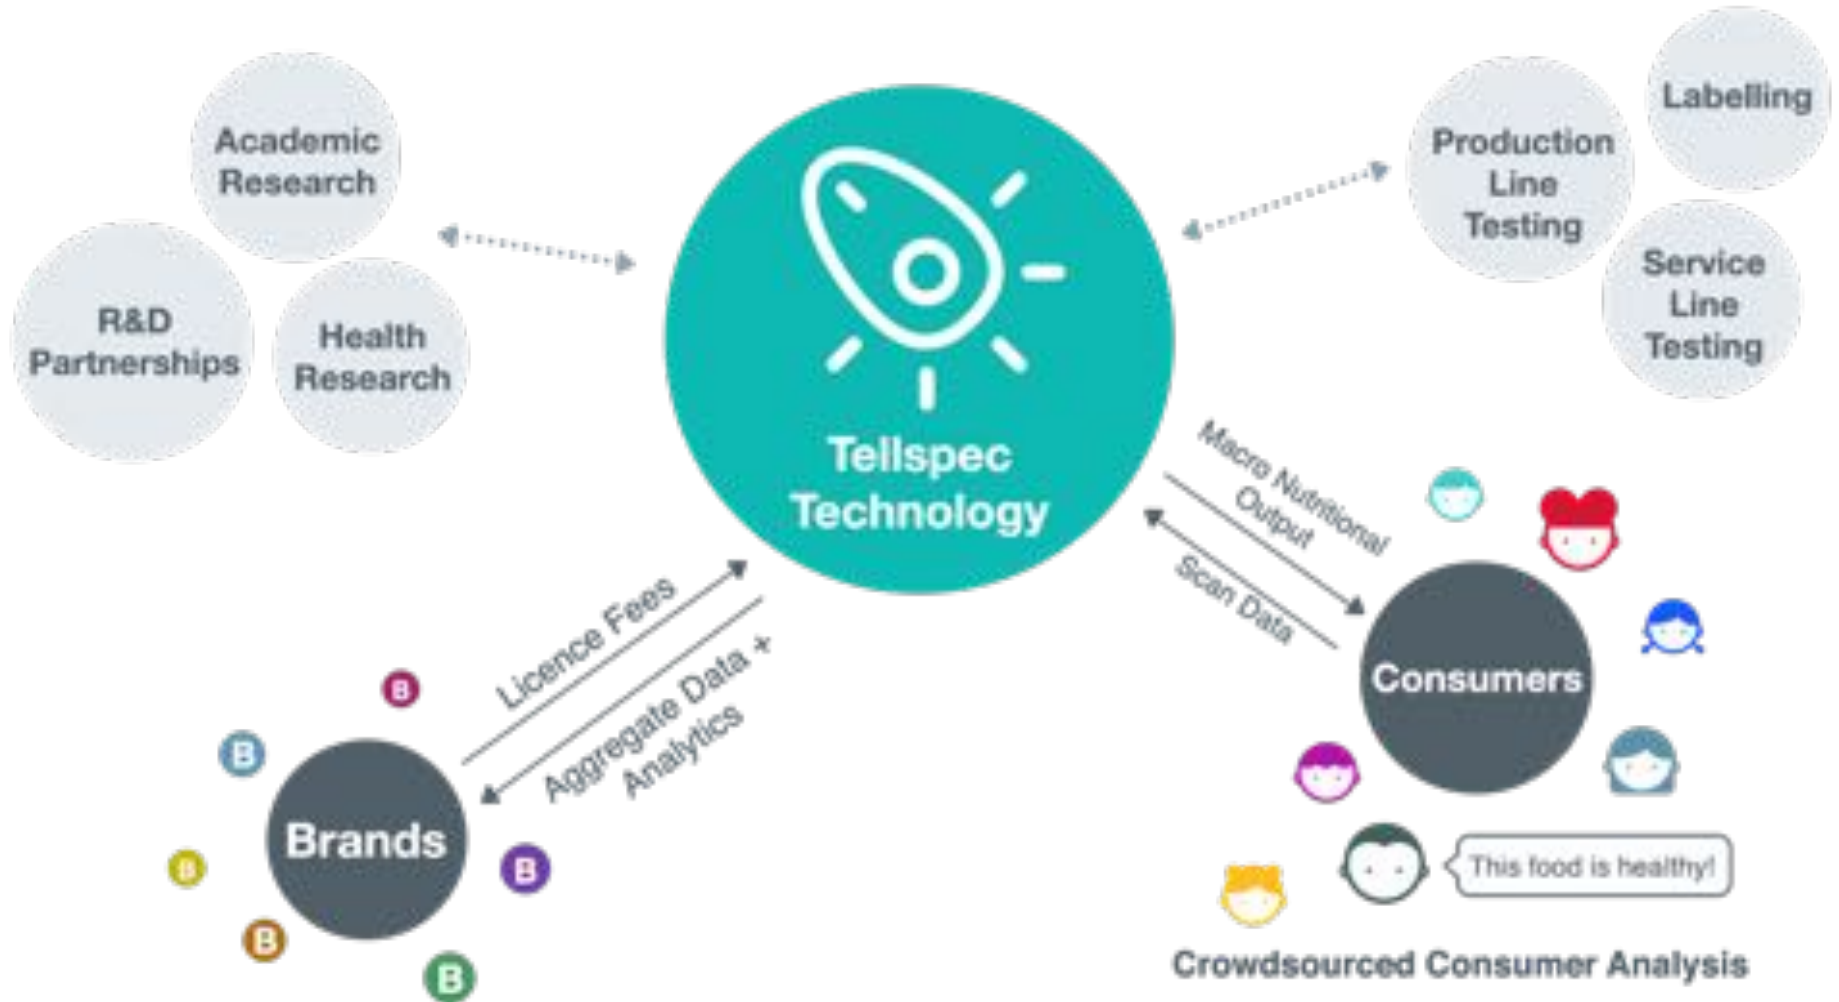 Academic
Research
R&D
Partnerships
Health
Research
Tellspec
Technology
Labelling
Production
Line
Testing
Service
Line
Testing
Macro Nutritional
Output
Scan Data
Licence Fees
Aggregate Data +
Analytics
Consumers
Brands
B
B
B
B
B
B
This food is healthy!
Crowdsourced Consumer Analysis